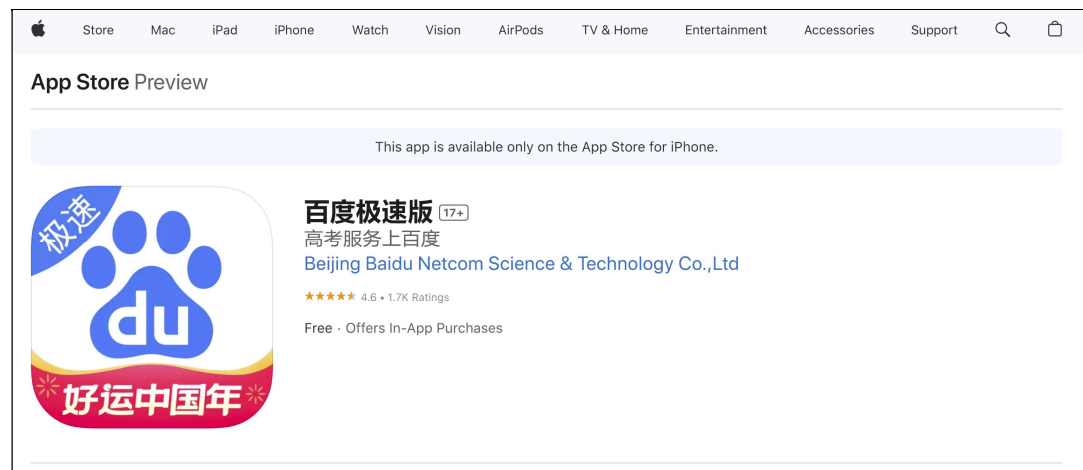 Store Mac iPad iPhone Watch Vision AirPods TV & Home Entertainment Accessories Support
App Store Preview
This app is available only on the App Store for iPhone.
极速
du
好运中国年
百度极速版 17+
高考服务上百度
Beijing Baidu Netcom Science & Technology Co.,Ltd
4.6 • 1.7K Ratings
Free · Offers In-App Purchases